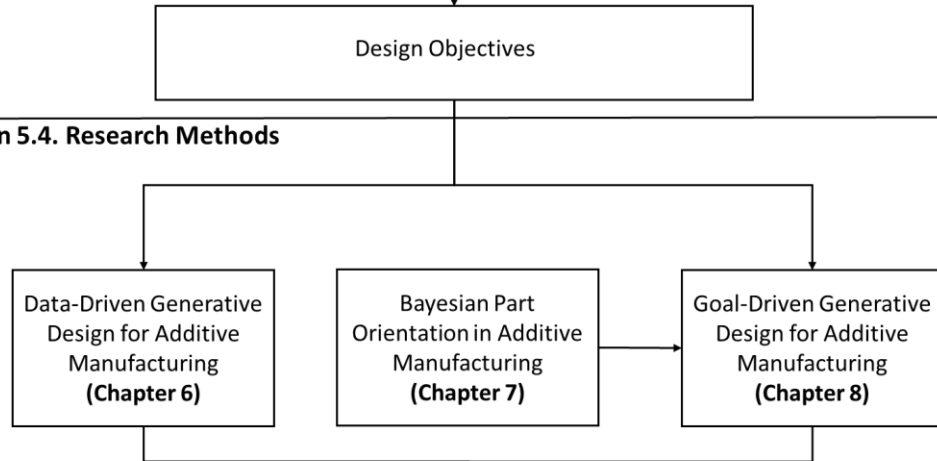 Design Objectives
n 5.4. Research Methods
Data-Driven Generative
Design for Additive
Manufacturing
(Chapter 6)
Bayesian Part
Orientation in Additive
Manufacturing
(Chapter 7)
Goal-Driven Generative
Design for Additive
Manufacturing
(Chapter 8)